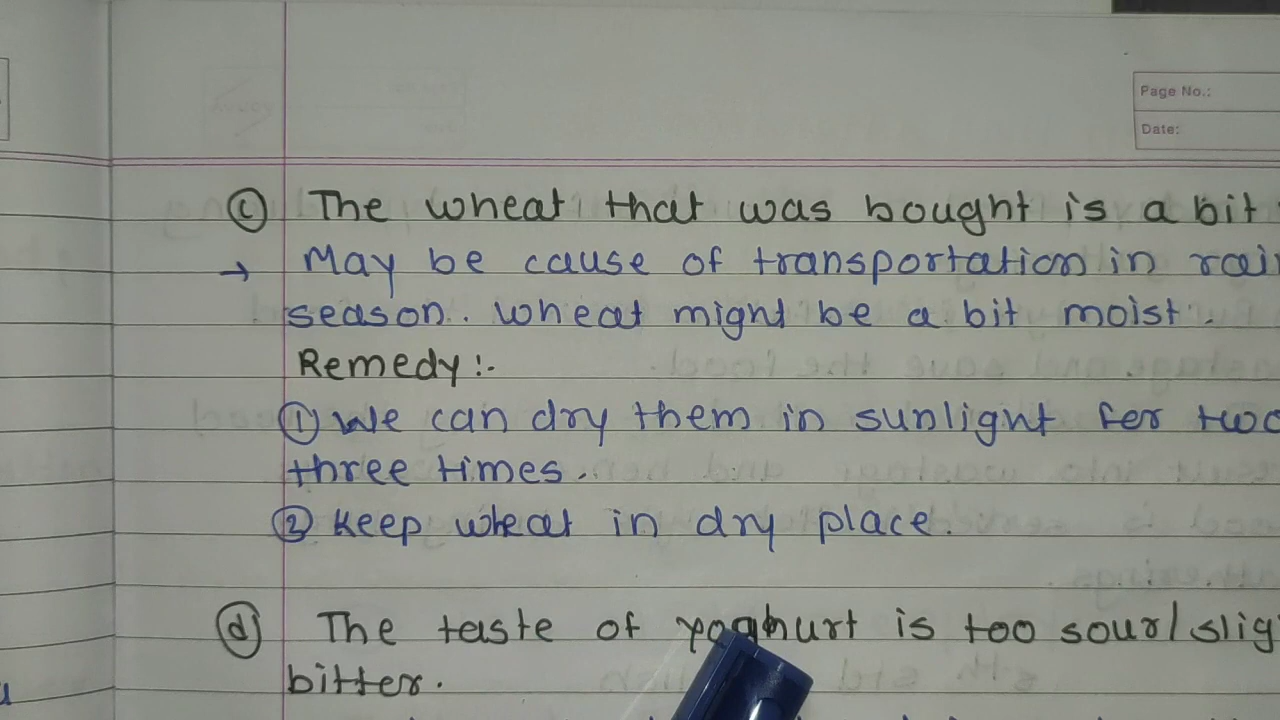 Page No.:
Date:
Ⓒ The wheat that was bought is a bit
→ May be cause of transportation in
season. Wheat might be a bit moist.
Remedy:-
① We can dry them in sunlight for
three times.
② Keep wheat in dry place.
ⓓ The taste of yoghurt is too sour/
bitter.